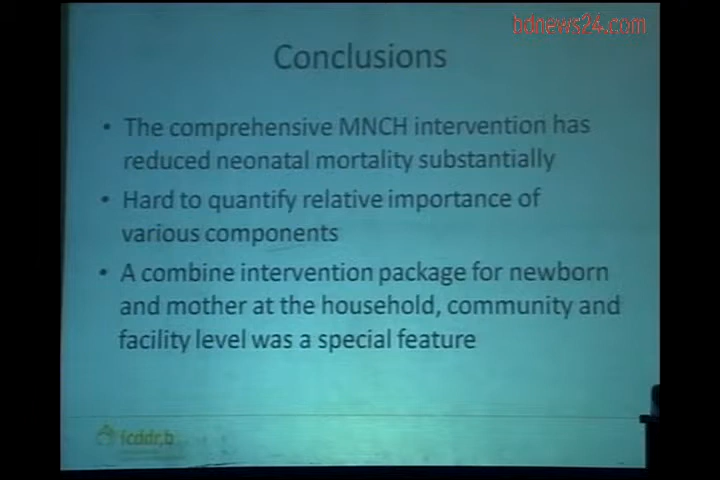 bdnews24.com
Conclusions
• The comprehensive MNCH intervention has
reduced neonatal mortality substantially
• Hard to quantify relative importance of
various components
• A combine intervention package for newborn
and mother at the household, community and
facility level was a special feature
icddr,b